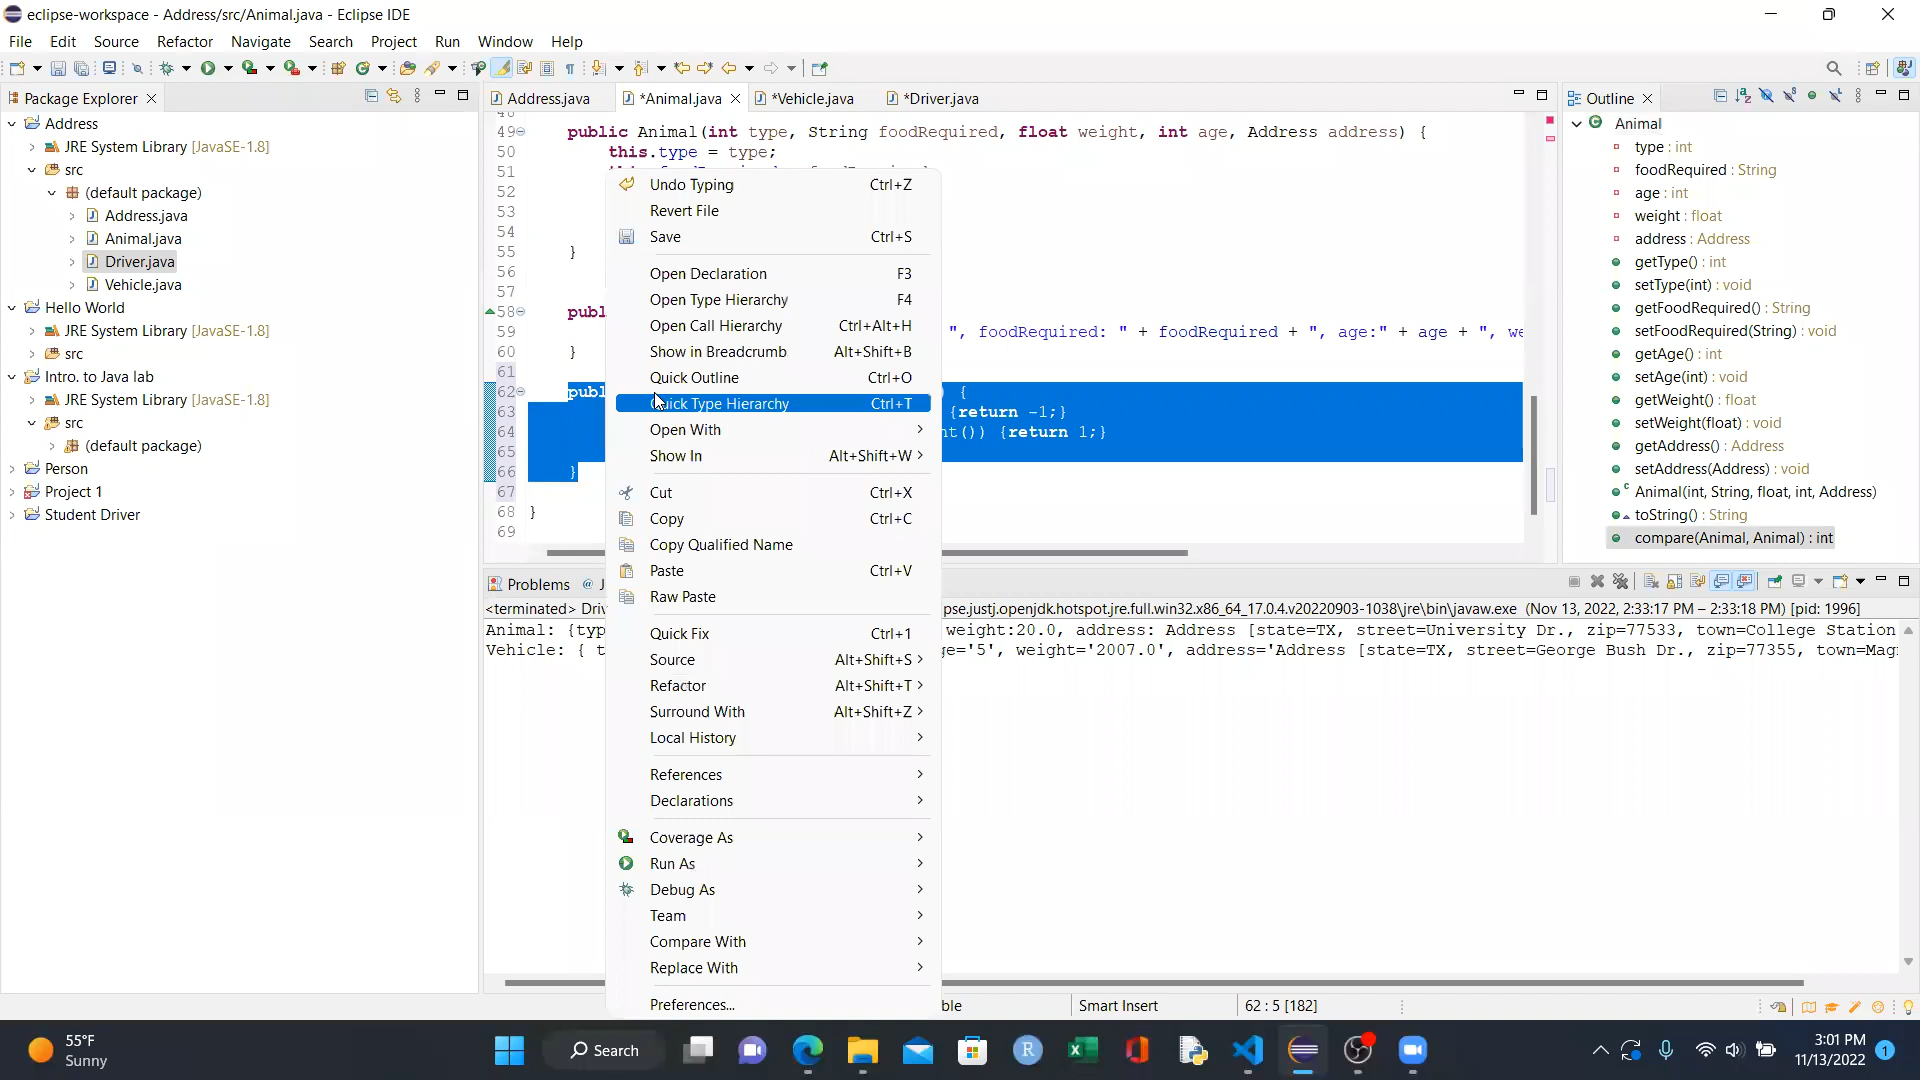 eclipse-workspace - Address/src/Animal.java - Eclipse IDE
File Edit Source Refactor Navigate Search Project Run Window Help
Package Explorer
Address
JRE System Library [JavaSE-1.8]
src
(default package)
Address.java
Animal.java
Driver.java
Vehicle.java
Hello World
JRE System Library [JavaSE-1.8]
src
Intro. to Java lab
JRE System Library [JavaSE-1.8]
src
(default package)
Person
Project 1
Student Driver
Address.java *Animal.java *Vehicle.java *Driver.java
49 public Animal(int type, String foodRequired, float weight, int age, Address address) {
50 this.type = type;
51
52
53
54
55 }
56
57
58 publ
59 ", foodRequired: " + foodRequired + ", age:" + age + ", we
60 }
61
62 publ ) {
63 {return -1;}
64 nt()) {return 1;}
65
66 }
67
68 }
69
Undo Typing Ctrl+Z
Revert File
Save Ctrl+S
Open Declaration F3
Open Type Hierarchy F4
Open Call Hierarchy Ctrl+Alt+H
Show in Breadcrumb Alt+Shift+B
Quick Outline Ctrl+O
Quick Type Hierarchy Ctrl+T
Open With
Show In Alt+Shift+W
Cut Ctrl+X
Copy Ctrl+C
Copy Qualified Name
Paste Ctrl+V
Raw Paste
Quick Fix Ctrl+1
Source Alt+Shift+S
Refactor Alt+Shift+T
Surround With Alt+Shift+Z
Local History
References
Declarations
Coverage As
Run As
Debug As
Team
Compare With
Replace With
Preferences...
Outline
Animal
type : int
foodRequired : String
age : int
weight : float
address : Address
getType() : int
setType(int) : void
getFoodRequired() : String
setFoodRequired(String) : void
getAge() : int
setAge(int) : void
getWeight() : float
setWeight(float) : void
getAddress() : Address
setAddress(Address) : void
Animal(int, String, float, int, Address)
toString() : String
compare(Animal, Animal) : int
Problems @ J
<terminated> Driv pse.justj.openjdk.hotspot.jre.full.win32.x86_64_17.0.4.v20220903-1038\jre\bin\javaw.exe (Nov 13, 2022, 2:33:17 PM – 2:33:18 PM) [pid: 1996]
Animal: {typ weight:20.0, address: Address [state=TX, street=University Dr., zip=77533, town=College Station
Vehicle: { t ge='5', weight='2007.0', address='Address [state=TX, street=George Bush Dr., zip=77355, town=Mag
ble Smart Insert 62 : 5 [182]
55°F
Sunny
Search
3:01 PM
11/13/2022
1